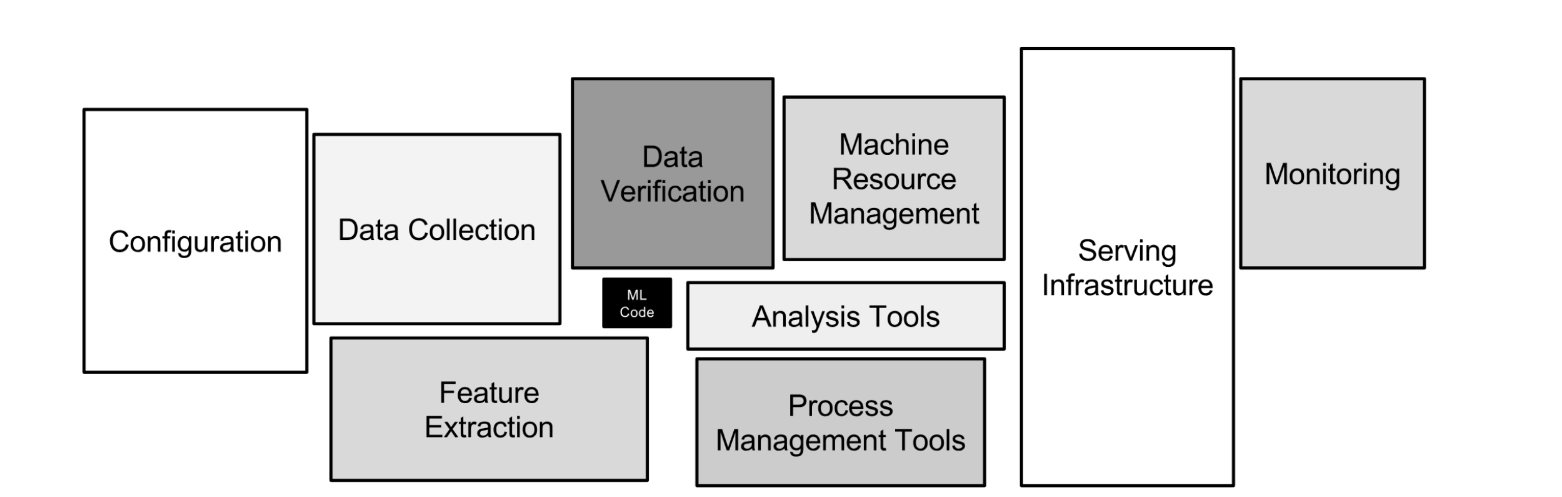 Configuration
Data Collection
Data
Verification
Machine
Resource
Management
Monitoring
Serving
Infrastructure
ML
Code
Analysis Tools
Feature
Extraction
Process
Management Tools